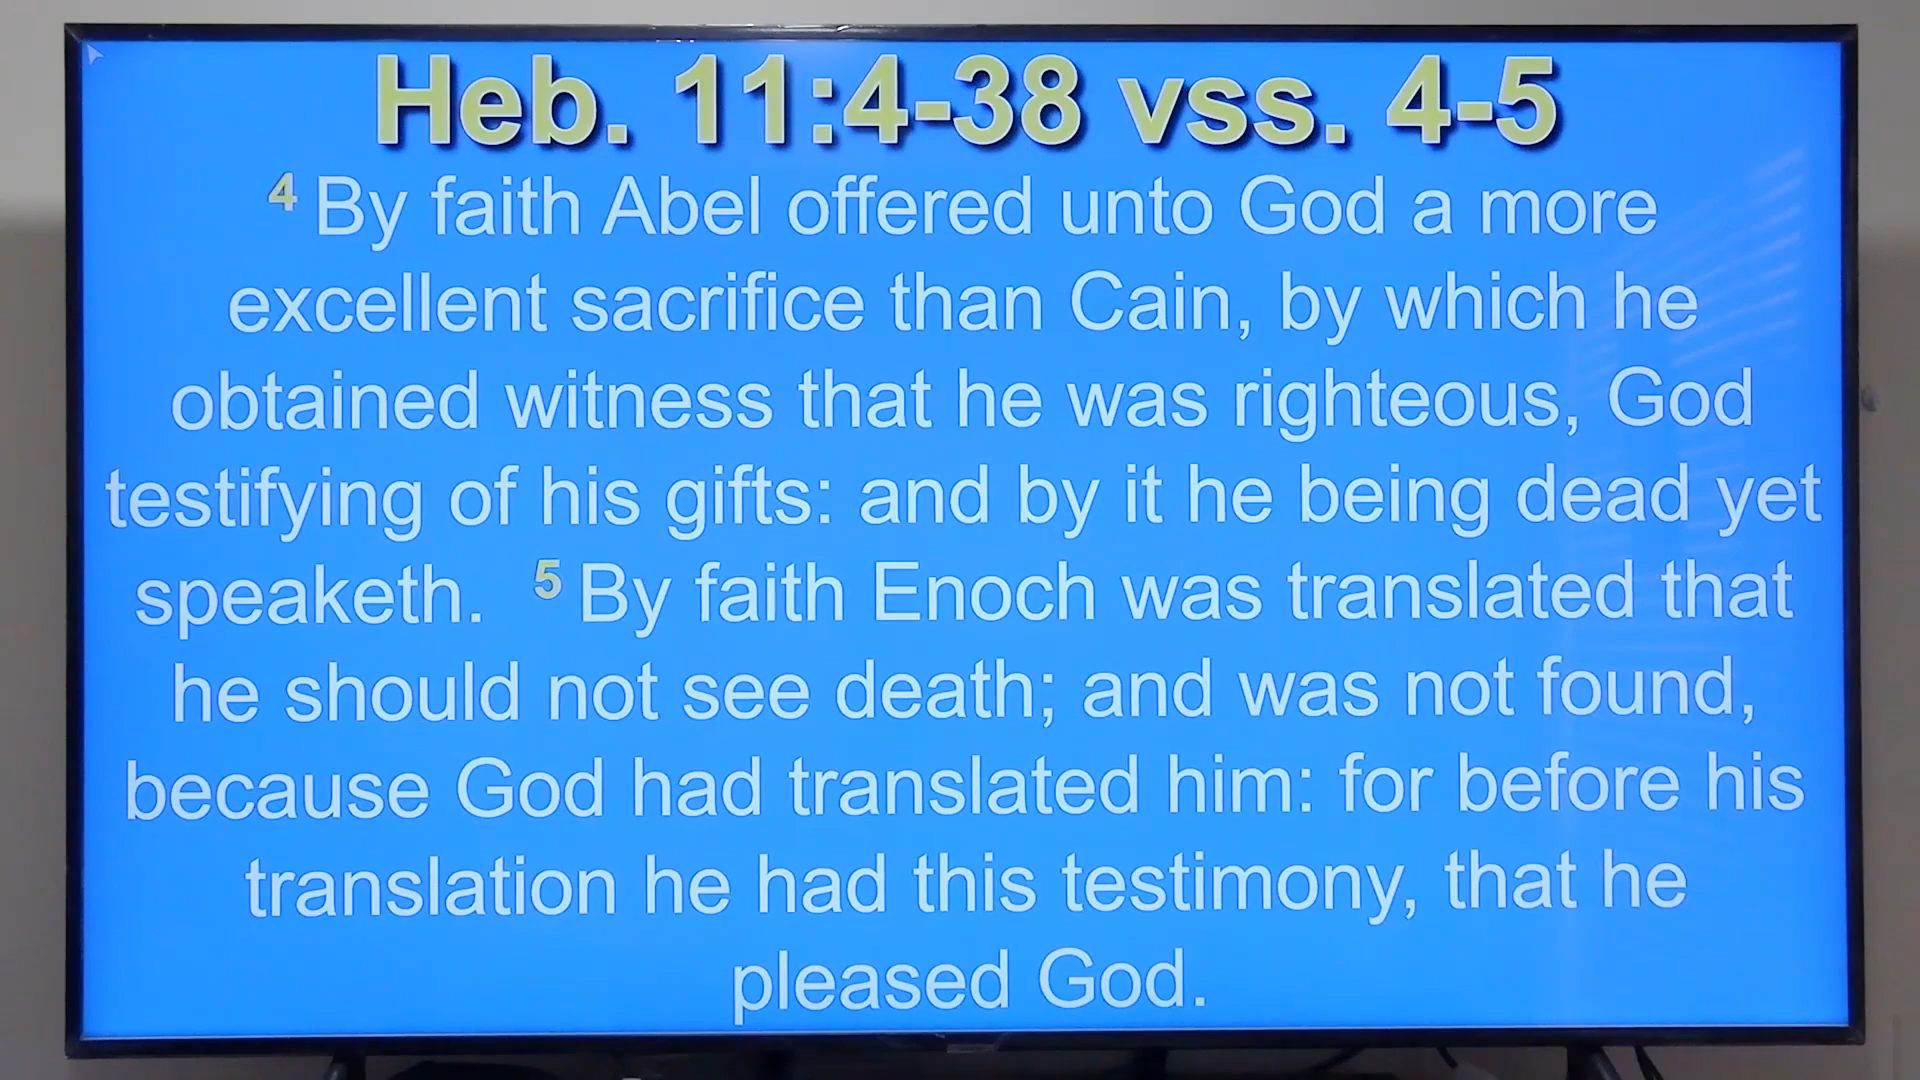 Heb. 11:4-38 vss. 4-5
4 By faith Abel offered unto God a more
excellent sacrifice than Cain, by which he
obtained witness that he was righteous, God
testifying of his gifts: and by it he being dead yet
speaketh. 5 By faith Enoch was translated that
he should not see death; and was not found,
because God had translated him: for before his
translation he had this testimony, that he
pleased God.